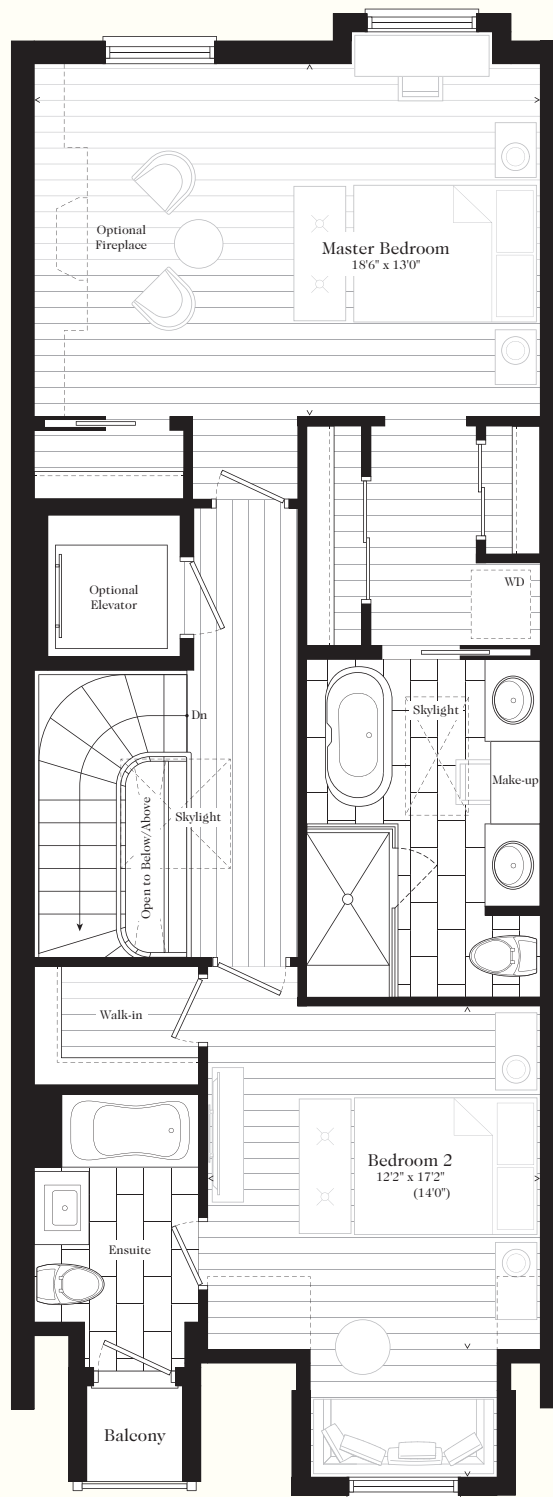 Optional
Fireplace
Master Bedroom
18'6" x 13'0"
Optional
Elevator
WD
Dn
Skylight
Make-up
Skylight
Open to Below/Above
Walk-in
Bedroom 2
12'2" x 17'2"
(14'0")
Ensuite
Balcony